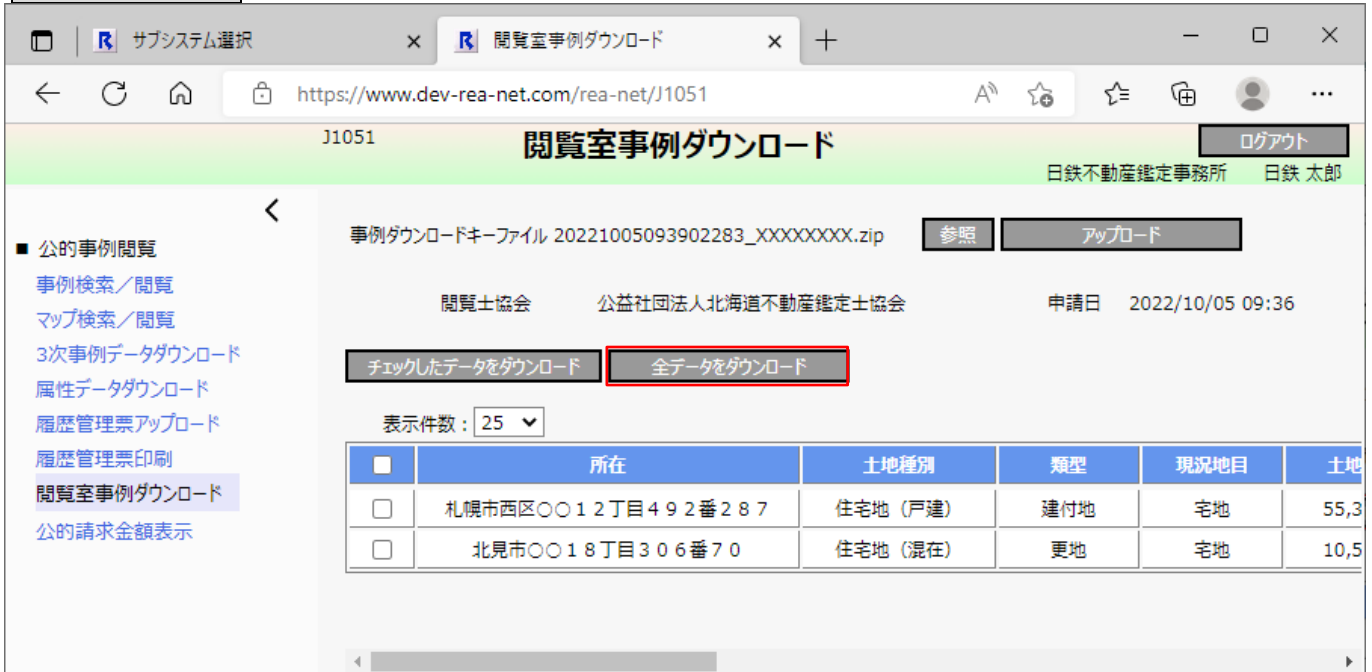 サブシステム選択
閲覧室事例ダウンロード
https://www.dev-rea-net.com/rea-net/J1051
J1051
閲覧室事例ダウンロード
ログアウト
日鉄不動産鑑定事務所 日鉄 太郎
■ 公的事例閲覧
事例検索／閲覧
マップ検索／閲覧
3次事例データダウンロード
属性データダウンロード
履歴管理票アップロード
履歴管理票印刷
閲覧室事例ダウンロード
公的請求金額表示
事例ダウンロードキーファイル 20221005093902283_XXXXXXXX.zip 参照 アップロード
閲覧士協会 公益社団法人北海道不動産鑑定士協会 申請日 2022/10/05 09:36
チェックしたデータをダウンロード 全データをダウンロード
表示件数：25
所在 土地種別 類型 現況地目 土地
札幌市西区○○１２丁目４９２番２８７ 住宅地（戸建） 建付地 宅地 55,3
北見市○○１８丁目３０６番７０ 住宅地（混在） 更地 宅地 10,5